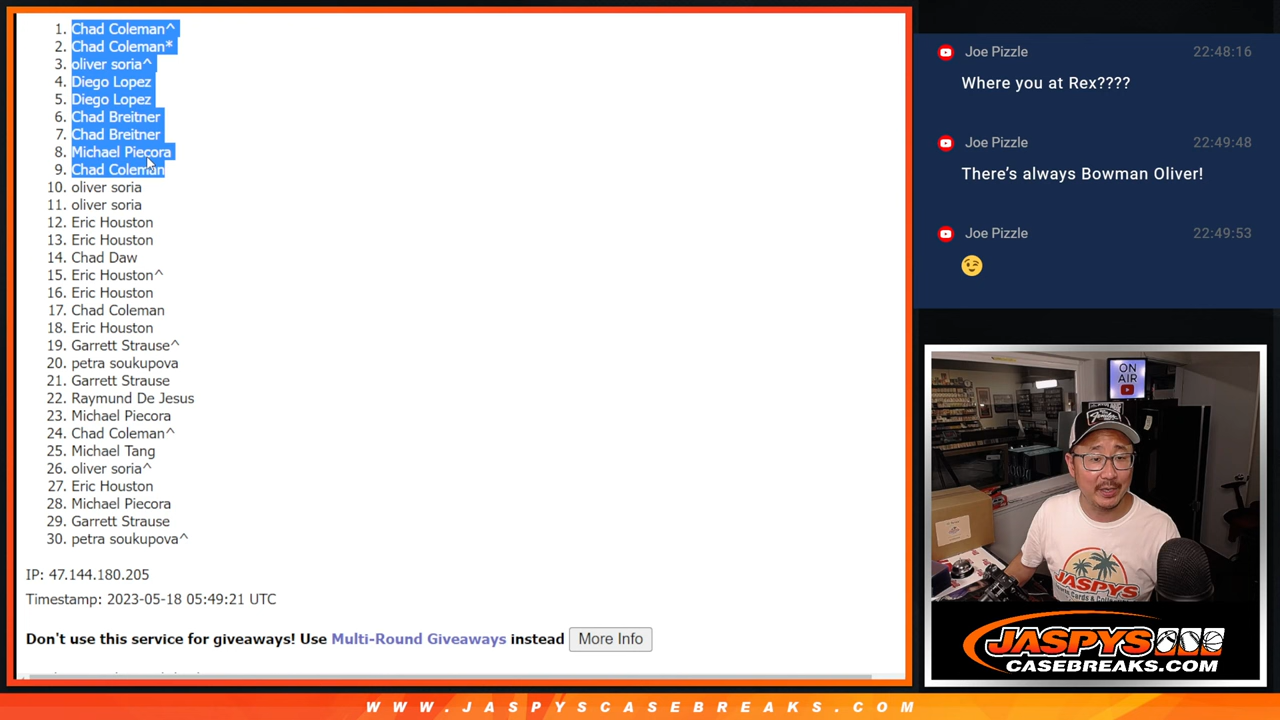 1. Chad Coleman^
2. Chad Coleman*
3. oliver soria^
4. Diego Lopez
5. Diego Lopez
6. Chad Breitner
7. Chad Breitner
8. Michael Piecora
9. Chad Coleman
10. oliver soria
11. oliver soria
12. Eric Houston
13. Eric Houston
14. Chad Daw
15. Eric Houston^
16. Eric Houston
17. Chad Coleman
18. Eric Houston
19. Garrett Strause^
20. petra soukupova
21. Garrett Strause
22. Raymund De Jesus
23. Michael Piecora
24. Chad Coleman^
25. Michael Tang
26. oliver soria^
27. Eric Houston
28. Michael Piecora
29. Garrett Strause
30. petra soukupova^
IP: 47.144.180.205
Timestamp: 2023-05-18 05:49:21 UTC
Don't use this service for giveaways! Use Multi-Round Giveaways instead More Info
Joe Pizzle 22:48:16
Where you at Rex????
Joe Pizzle 22:49:48
There's always Bowman Oliver!
Joe Pizzle 22:49:53
😉
ON
AIR
JASPYS
JASPYS
CASEBREAKS.COM
WWW.JASPYSCASEBREAKS.COM